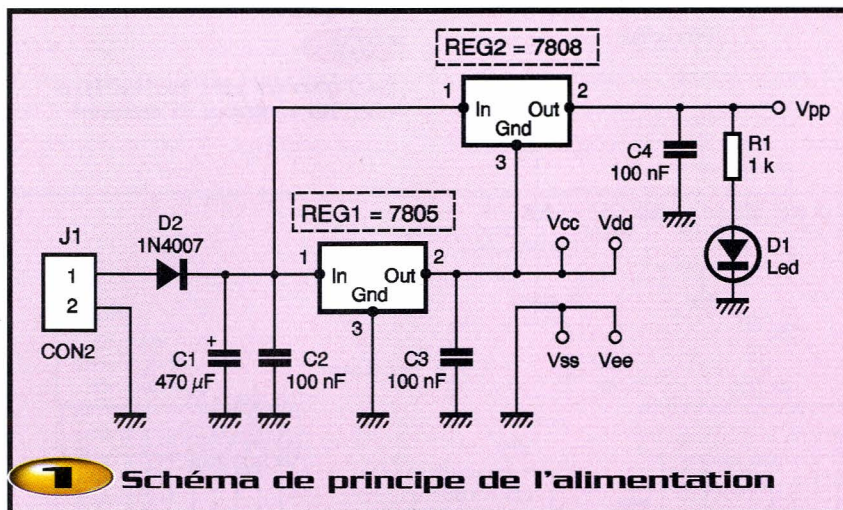 REG2 = 7808
1
In
Out
2
Gnd
3
Vpp
C4
100 nF
R1
1 k
D1
Led
REG1 = 7805
1
In
Out
2
Gnd
3
Vcc
Vdd
Vss
Vee
J1
1
2
CON2
D2
1N4007
+
C1
470 µF
C2
100 nF
C3
100 nF
1 Schéma de principe de l'alimentation